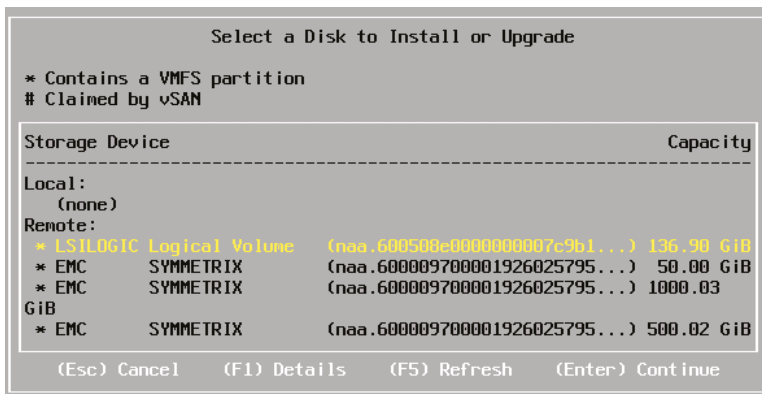 Select a Disk to Install or Upgrade
* Contains a VMFS partition
# Claimed by vSAN
Storage Device Capacity
--------------------------------------------------------------------------------
Local:
(none)
Remote:
* LSILOGIC Logical Volume (naa.600508e0000000007c9b1...) 136.90 GiB
* EMC SYMMETRIX (naa.600009700001926025795...) 50.00 GiB
* EMC SYMMETRIX (naa.600009700001926025795...) 1000.03
GiB
* EMC SYMMETRIX (naa.600009700001926025795...) 500.02 GiB
(Esc) Cancel (F1) Details (F5) Refresh (Enter) Continue